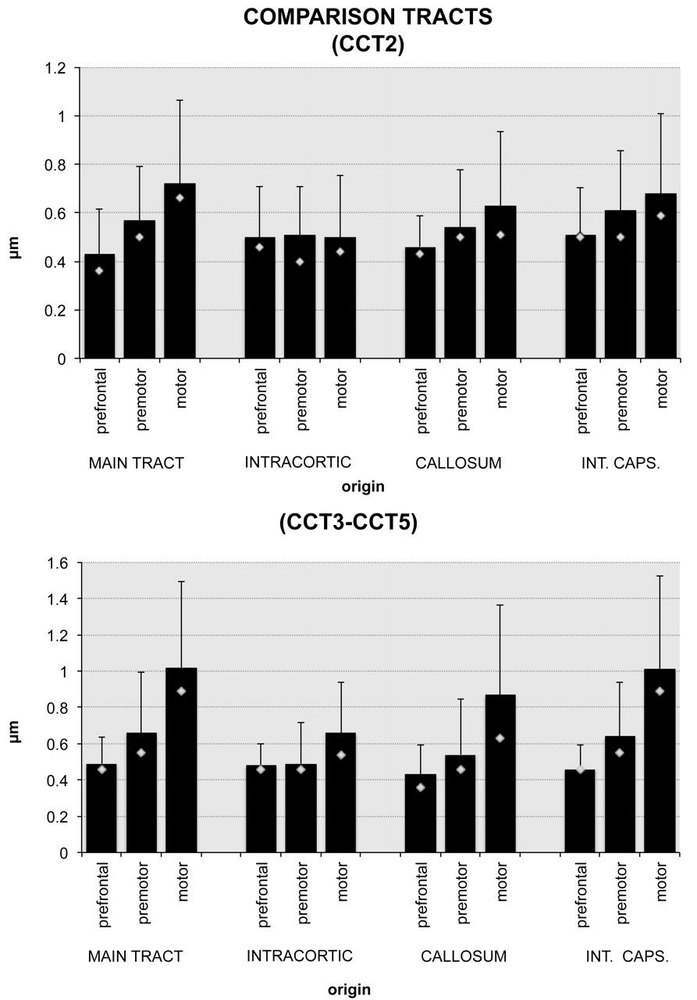 COMPARISON TRACTS
(CCT2)
1.2
1
0.8
0.6
0.4
0.2
0
µm
prefrontal
premotor
motor
prefrontal
premotor
motor
prefrontal
premotor
motor
prefrontal
premotor
motor
MAIN TRACT INTRACORTIC CALLOSUM INT. CAPS.
origin
(CCT3-CCT5)
1.6
1.4
1.2
1
0.8
0.6
0.4
0.2
0
µm
prefrontal
premotor
motor
prefrontal
premotor
motor
prefrontal
premotor
motor
prefrontal
premotor
motor
MAIN TRACT INTRACORTIC CALLOSUM INT. CAPS.
origin